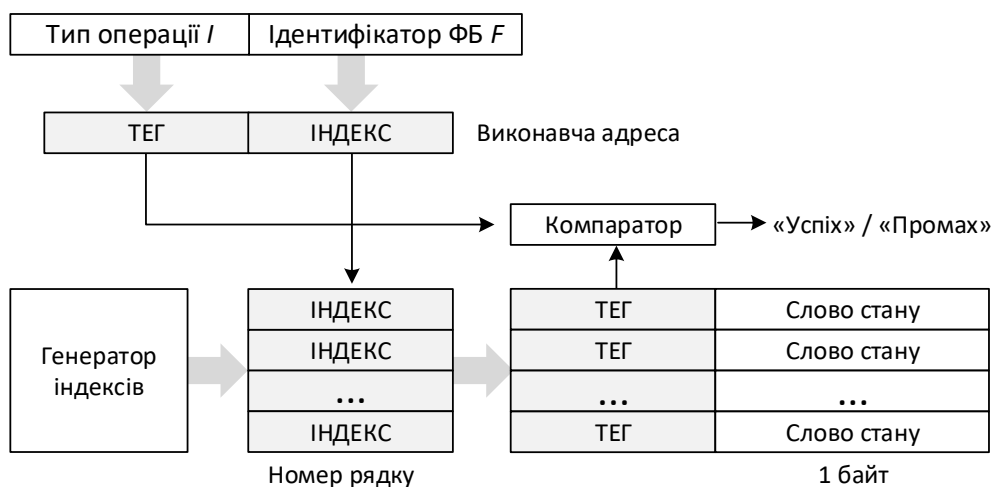 Тип операції I Ідентифікатор ФБ F
ТЕГ ІНДЕКС Виконавча адреса
Компаратор «Успіх» / «Промах»
Генератор
індексів
ІНДЕКС ТЕГ Слово стану
ІНДЕКС ТЕГ Слово стану
... ... ...
ІНДЕКС ТЕГ Слово стану
Номер рядку 1 байт